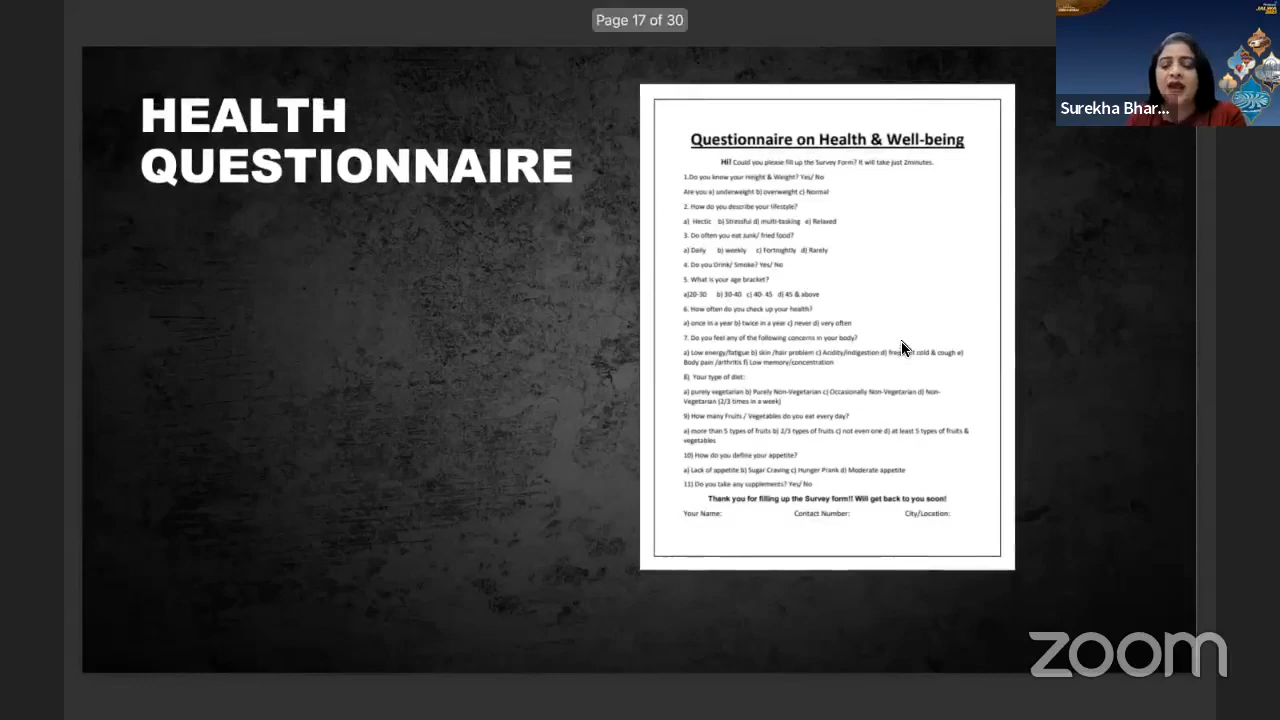 Page 17 of 30
HEALTH
QUESTIONNAIRE
Questionnaire on Health & Well-being
Hi! Could you please fill up the Survey Form? It will take just 2minutes.
1.Do you know your Height & Weight? Yes/ No
Are you a) underweight b) overweight c) Normal
2. How do you describe your lifestyle?
a) Hectic b) Stressful d) multi-tasking e) Relaxed
3. Do often you eat Junk/ fried food?
a) Daily b) weekly c) Fortnightly d) Rarely
4. Do you Drink/ Smoke? Yes/ No
5. What is your age bracket?
a)20-30 b) 30-40 c) 40- 45 d) 45 & above
6. How often do you check up your health?
a) once in a year b) twice in a year c) never d) very often
7. Do you feel any of the following concerns in your body?
a) Low energy/fatigue b) skin /hair problem c) Acidity/indigestion d) cold & cough e)
Body pain /arthritis f) Low memory/concentration
8) Your type of diet:
a) purely vegetarian b) Purely Non-Vegetarian c) Occasionally Non-Vegetarian d) Non-
Vegetarian (2/3 times in a week)
9) How many Fruits / Vegetables do you eat every day?
a) more than 5 types of fruits b) 2/3 types of fruits c) not even one d) at least 5 types of fruits &
vegetables
10) How do you define your appetite?
a) Lack of appetite b) Sugar Craving c) Hunger Prank d) Moderate appetite
11) Do you take any supplements? Yes/ No
Thank you for filling up the Survey form!! Will get back to you soon!
Your Name: Contact Number: City/Location:
Surekha Bhar...
JALWA
zoom